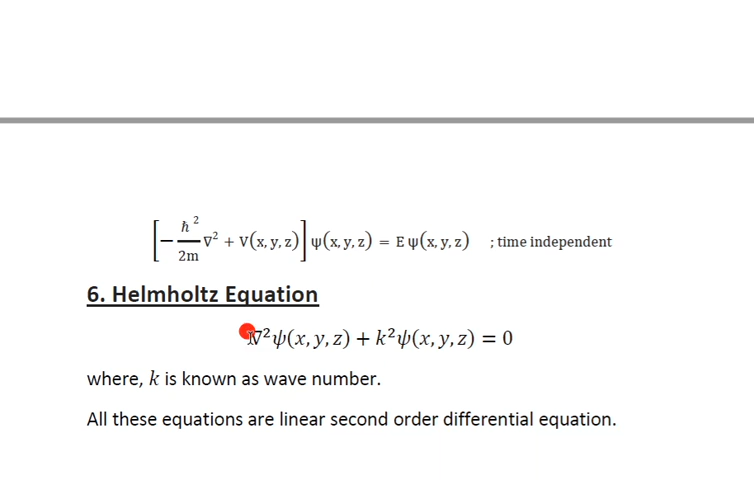 [-ħ²/2m ∇² + V(x, y, z)] ψ(x, y, z) = E ψ(x, y, z) ; time independent
6. Helmholtz Equation
∇²ψ(x, y, z) + k²ψ(x, y, z) = 0
where, k is known as wave number.
All these equations are linear second order differential equation.